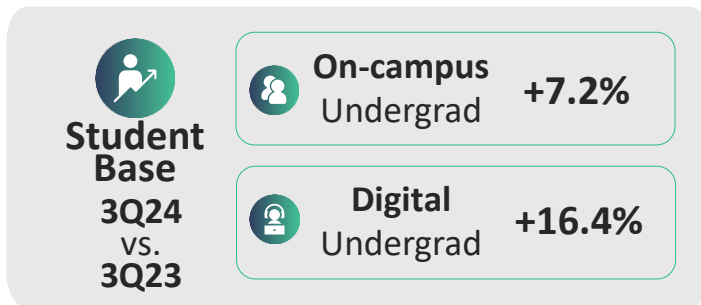 Student
Base
3Q24
vs.
3Q23
On-campus
Undergrad
+7.2%
Digital
Undergrad
+16.4%